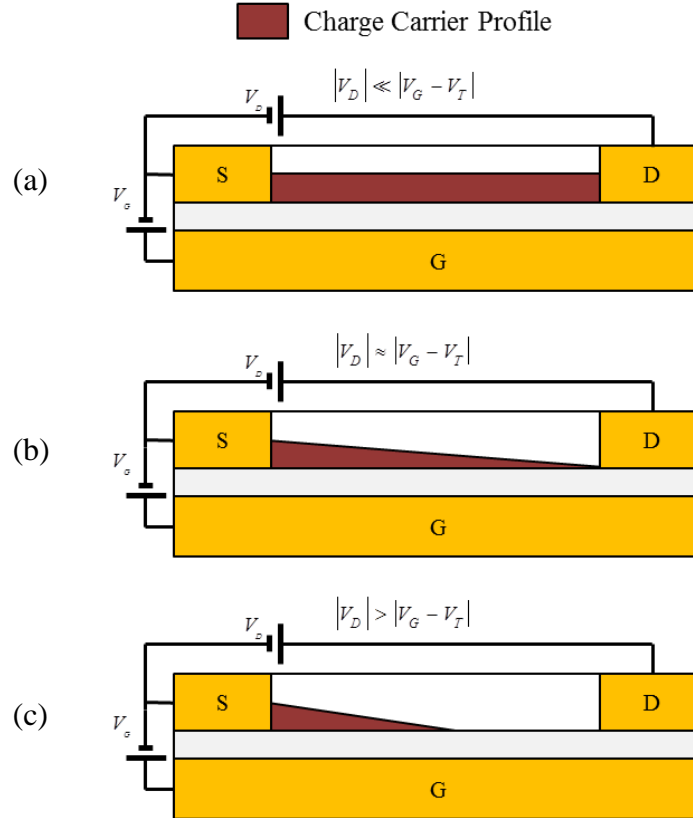 Charge Carrier Profile
(a)
V_D
|V_D| ≪ |V_G − V_T|
S
D
V_G
G
(b)
V_D
|V_D| ≈ |V_G − V_T|
S
D
V_G
G
(c)
V_D
|V_D| > |V_G − V_T|
S
D
V_G
G